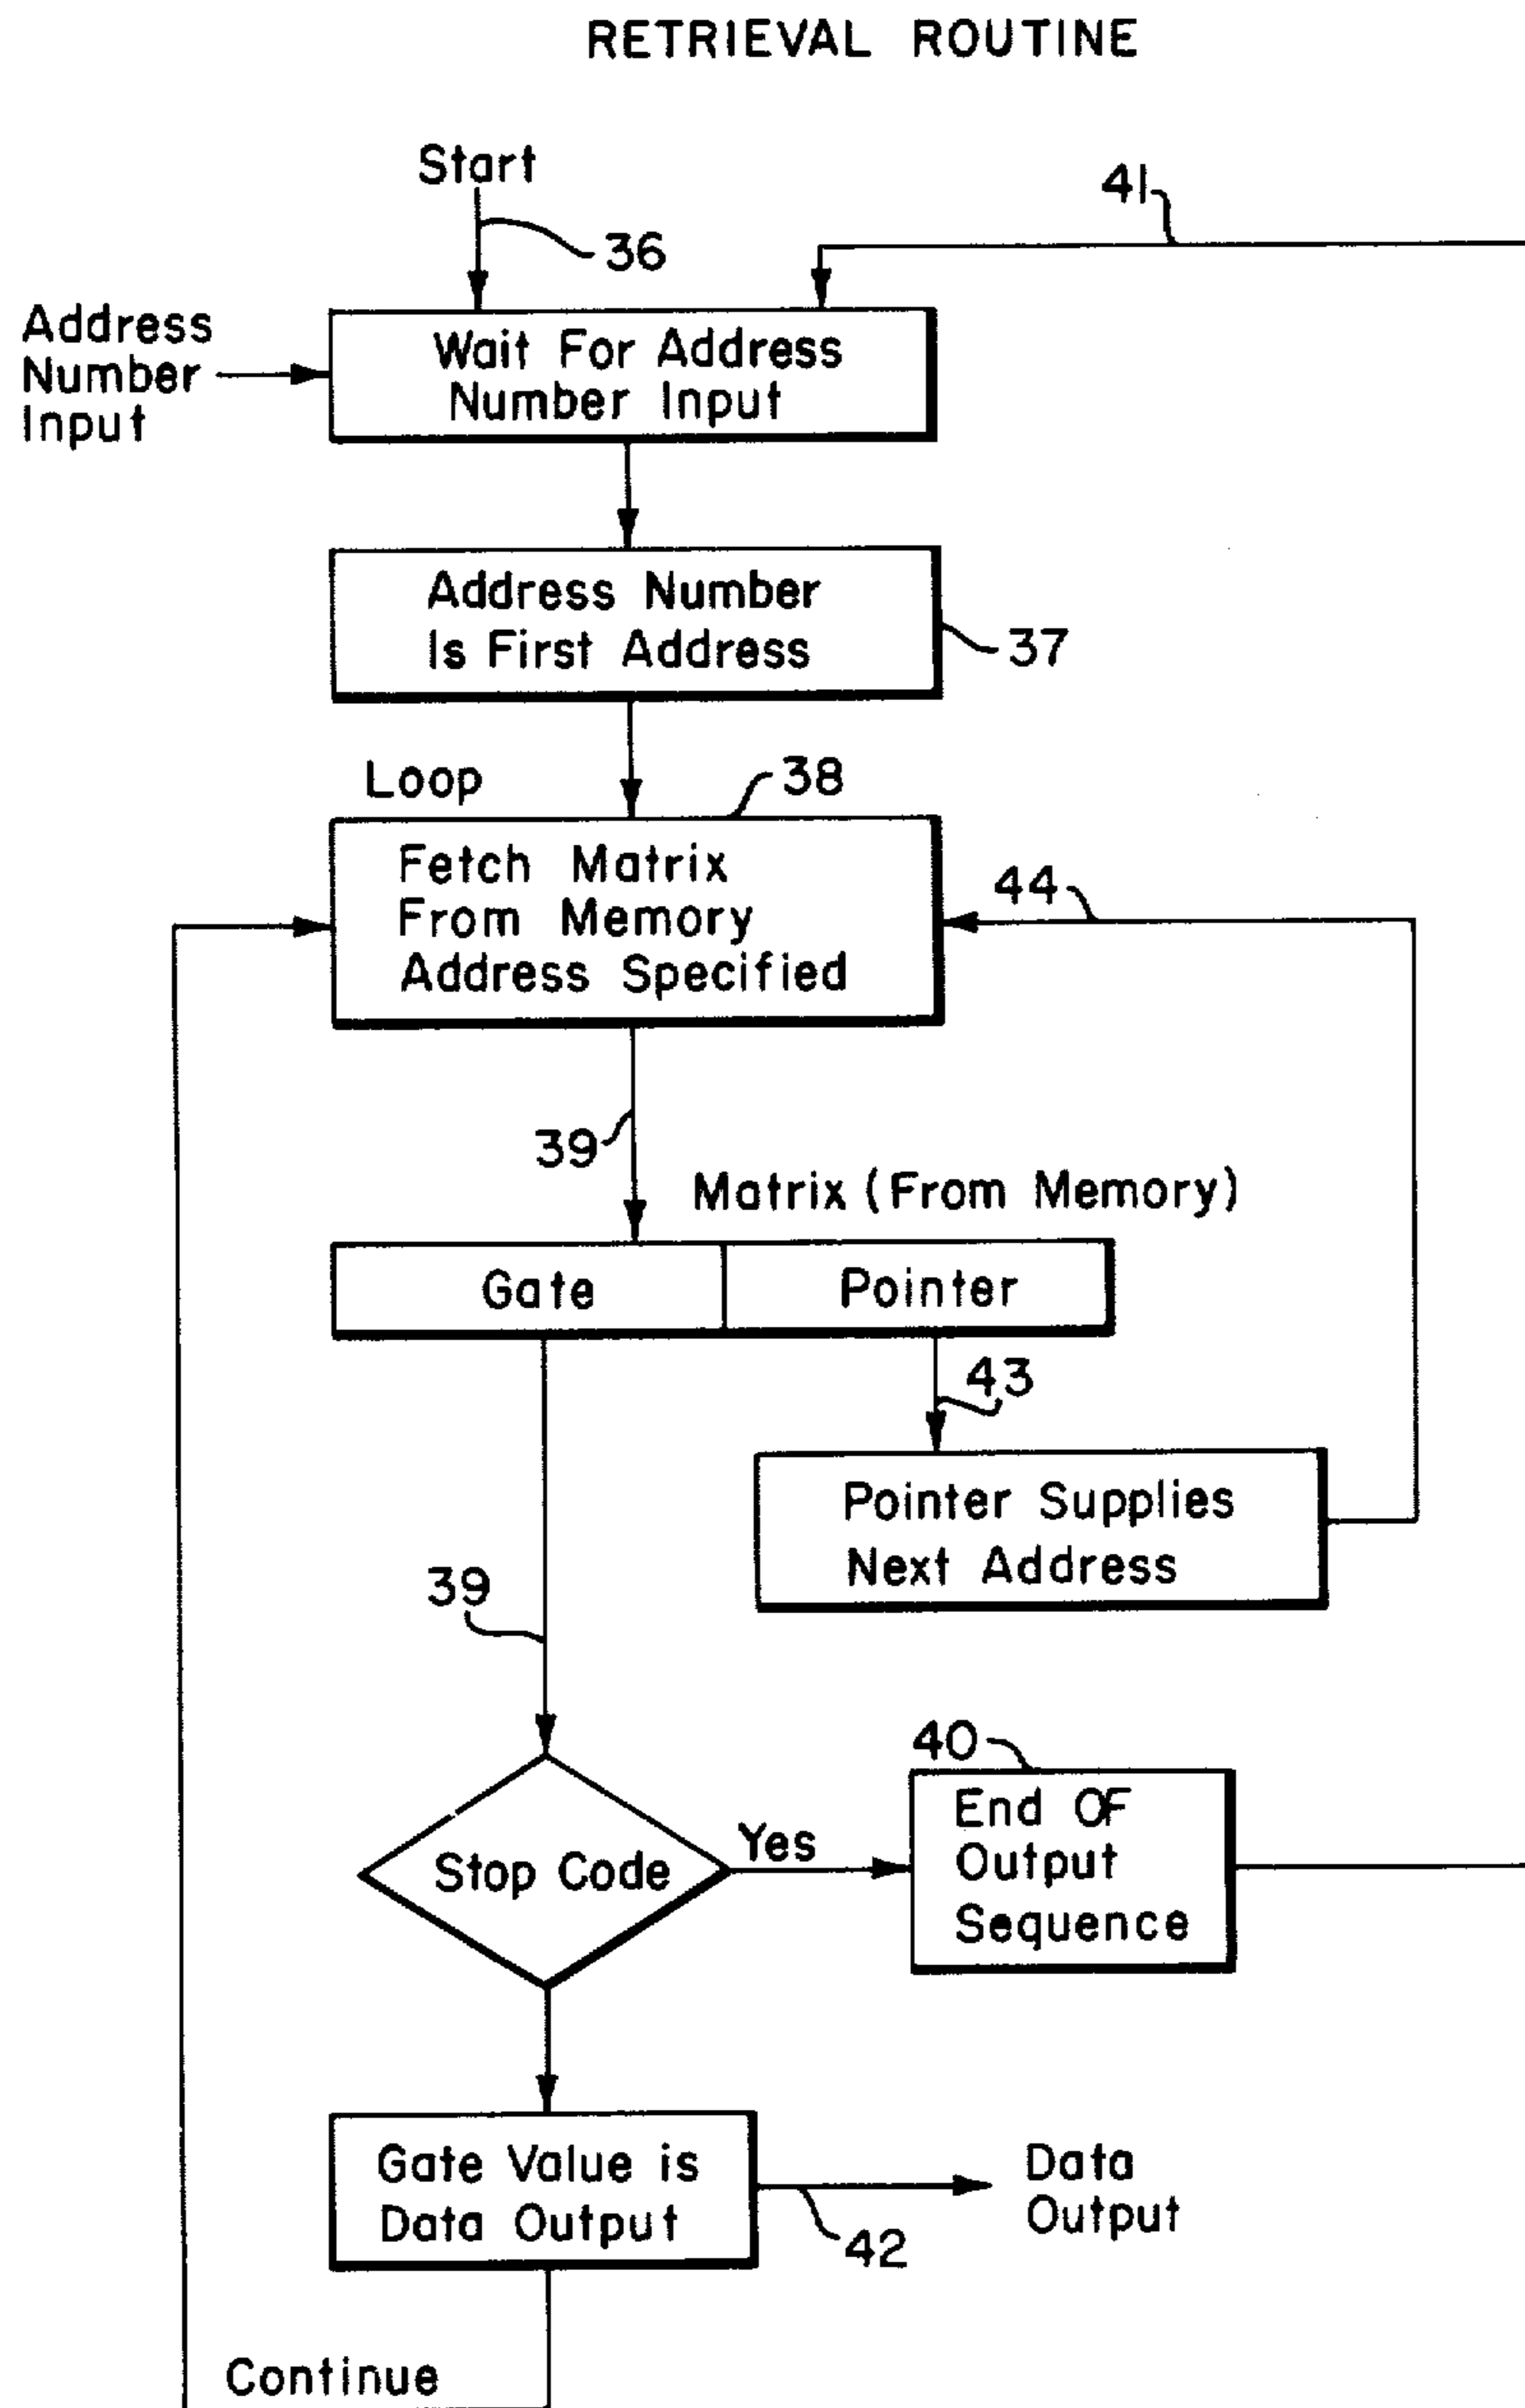 RETRIEVAL ROUTINE
Start
41
36
Address
Number
Input
Wait For Address
Number Input
Address Number
Is First Address
37
Loop
38
Fetch Matrix
From Memory
Address Specified
44
39
Matrix (From Memory)
Gate
Pointer
43
Pointer Supplies
Next Address
39
40
End OF
Output
Sequence
Yes
Stop Code
Gate Value is
Data Output
Data
Output
42
Continue